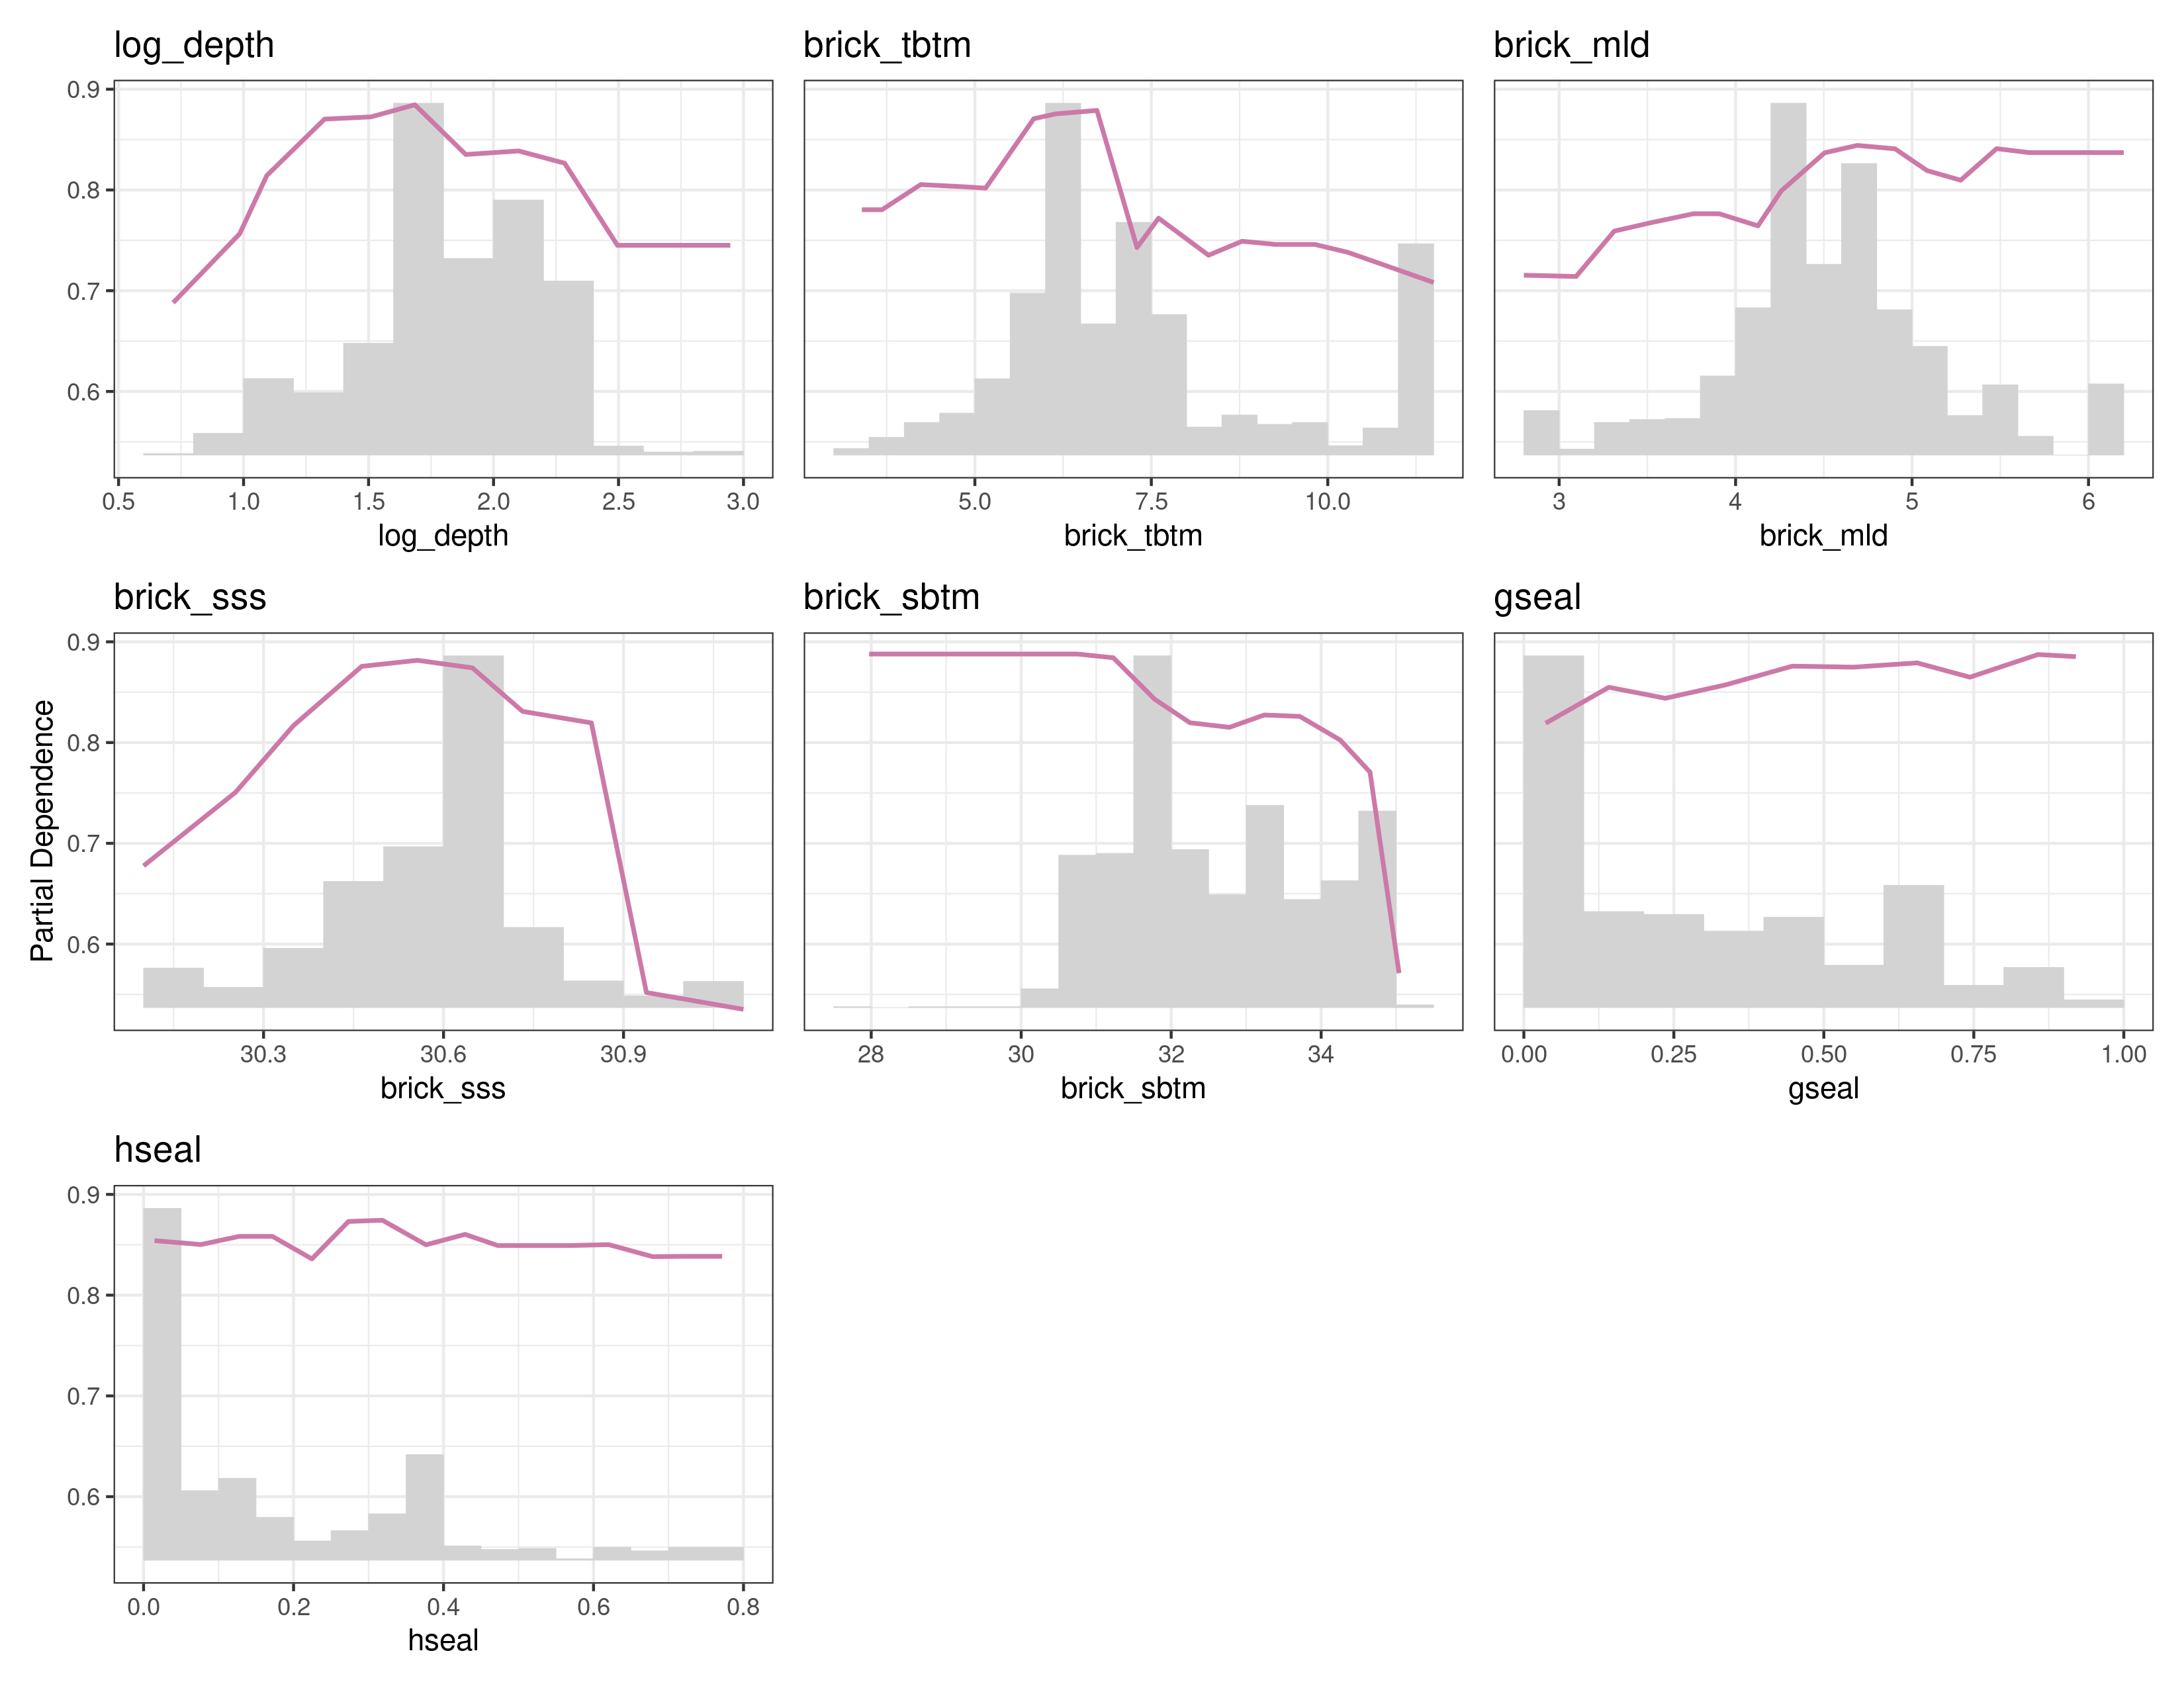 log_depth
brick_tbtm
brick_mld
0.9
0.8
0.7
0.6
0.5 1.0 1.5 2.0 2.5 3.0
5.0 7.5 10.0
3 4 5 6
log_depth
brick_tbtm
brick_mld
brick_sss
brick_sbtm
gseal
Partial Dependence
0.9
0.8
0.7
0.6
30.3 30.6 30.9
28 30 32 34
0.00 0.25 0.50 0.75 1.00
brick_sss
brick_sbtm
gseal
hseal
0.9
0.8
0.7
0.6
0.0 0.2 0.4 0.6 0.8
hseal